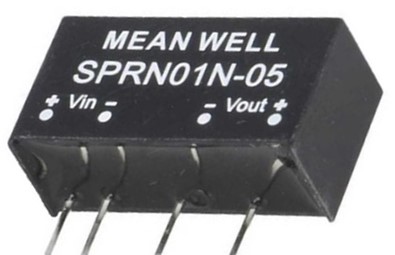 MEAN WELL
SPRN01N-05
+ Vin - - Vout +